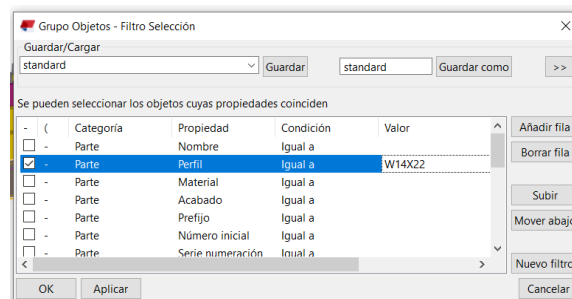 Grupo Objetos - Filtro Selección
Guardar/Cargar
standard Guardar standard Guardar como >>
Se pueden seleccionar los objetos cuyas propiedades coinciden
- ( Categoría Propiedad Condición Valor Añadir fila
- Parte Nombre Igual a
- Parte Perfil Igual a W14X22 Borrar fila
- Parte Material Igual a
- Parte Acabado Igual a Subir
- Parte Prefijo Igual a Mover abajo
- Parte Número inicial Igual a
- Parte Serie numeración Igual a Nuevo filtro
OK Aplicar Cancelar